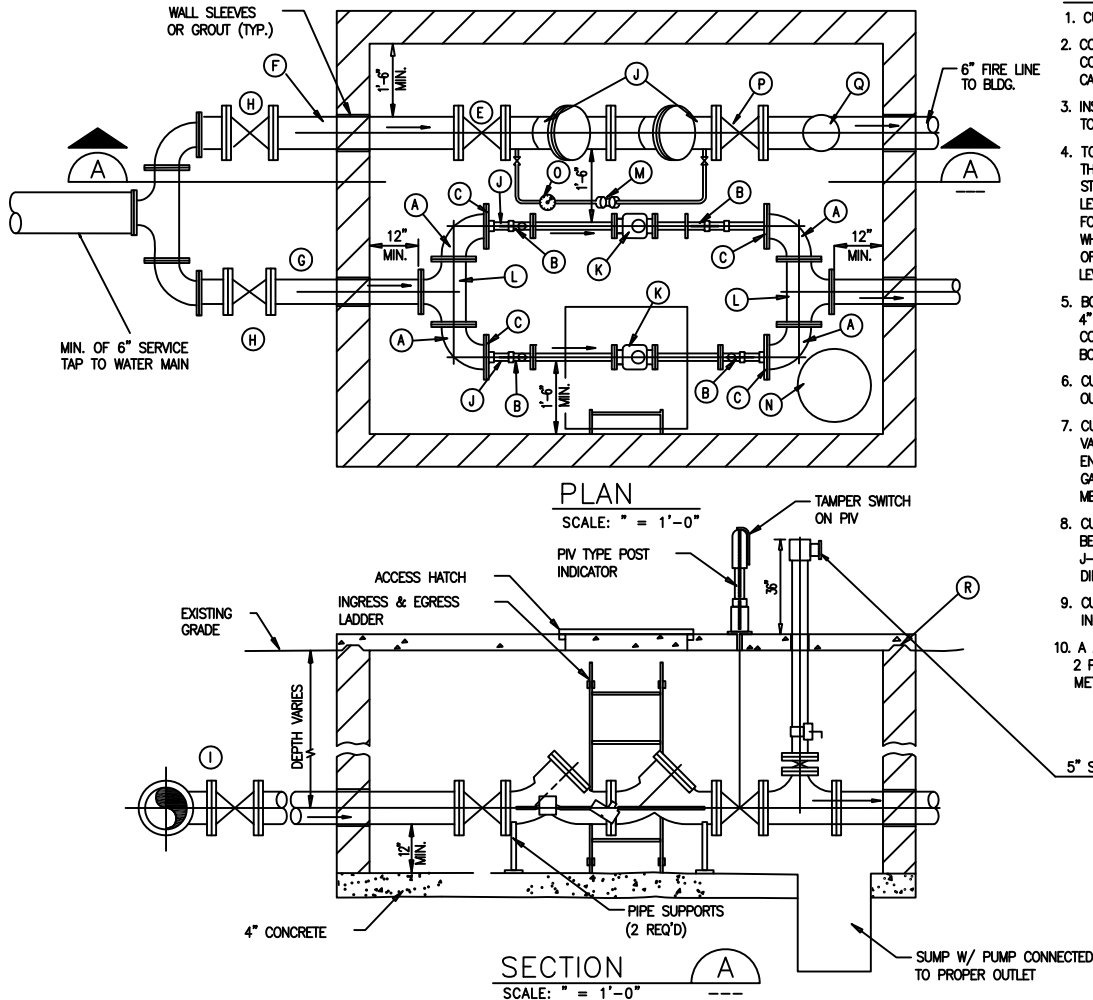 WALL SLEEVES
OR GROUT (TYP.)
F
H
1'-6"
MIN.
E
J
P
Q
6" FIRE LINE
TO BLDG.
A
A
---
O
M
1'-6"
C
J
B
A
B
K
C
A
12"
MIN.
12"
MIN.
G
L
L
H
A
C
K
A
MIN. OF 6" SERVICE
TAP TO WATER MAIN
J
B
1'-6"
MIN.
B
C
N
PLAN
SCALE: " = 1'-0"
TAMPER SWITCH
ON PIV
PIV TYPE POST
INDICATOR
ACCESS HATCH
INGRESS & EGRESS
LADDER
36"
EXISTING
GRADE
R
DEPTH VARIES
I
12"
MIN.
4" CONCRETE
PIPE SUPPORTS
(2 REQ'D)
SUMP W/ PUMP CONNECTED
TO PROPER OUTLET
SECTION
A
---
SCALE: " = 1'-0"
5" S
1. CU
2. CO
CO
CA
3. INS
TO
4. TO
TH
ST
LE
FO
WH
OF
LEV
5. BO
4"
CO
BO
6. CU
OU
7. CU
VA
EN
GA
ME
8. CU
BE
J-
DI
9. CU
IN
10. A
2 F
MET